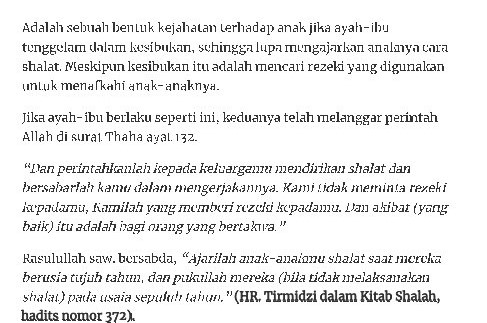 Adalah sebuah bentuk kejahatan terhadap anak jika ayah-ibu
tenggelam dalam kesibukan, sehingga lupa mengajarkan anaknya cara
shalat. Meskipun kesibukan itu adalah mencari rezeki yang digunakan
untuk menafkahi anak-anaknya.
Jika ayah-ibu berlaku seperti ini, keduanya telah melanggar perintah
Allah di surat Thaha ayat 132.
“Dan perintahkanlah kepada keluargamu mendirikan shalat dan
bersabarlah kamu dalam mengerjakannya. Kami tidak meminta rezeki
kepadamu, Kamilah yang memberi rezeki kepadamu. Dan akibat (yang
baik) itu adalah bagi orang yang bertakwa.”
Rasulullah saw. bersabda, “Ajarilah anak-anakmu shalat saat mereka
berusia tujuh tahun, dan pukullah mereka (bila tidak melaksanakan
shalat) pada usaia sepuluh tahun.” (HR. Tirmidzi dalam Kitab Shalah,
hadits nomor 372).